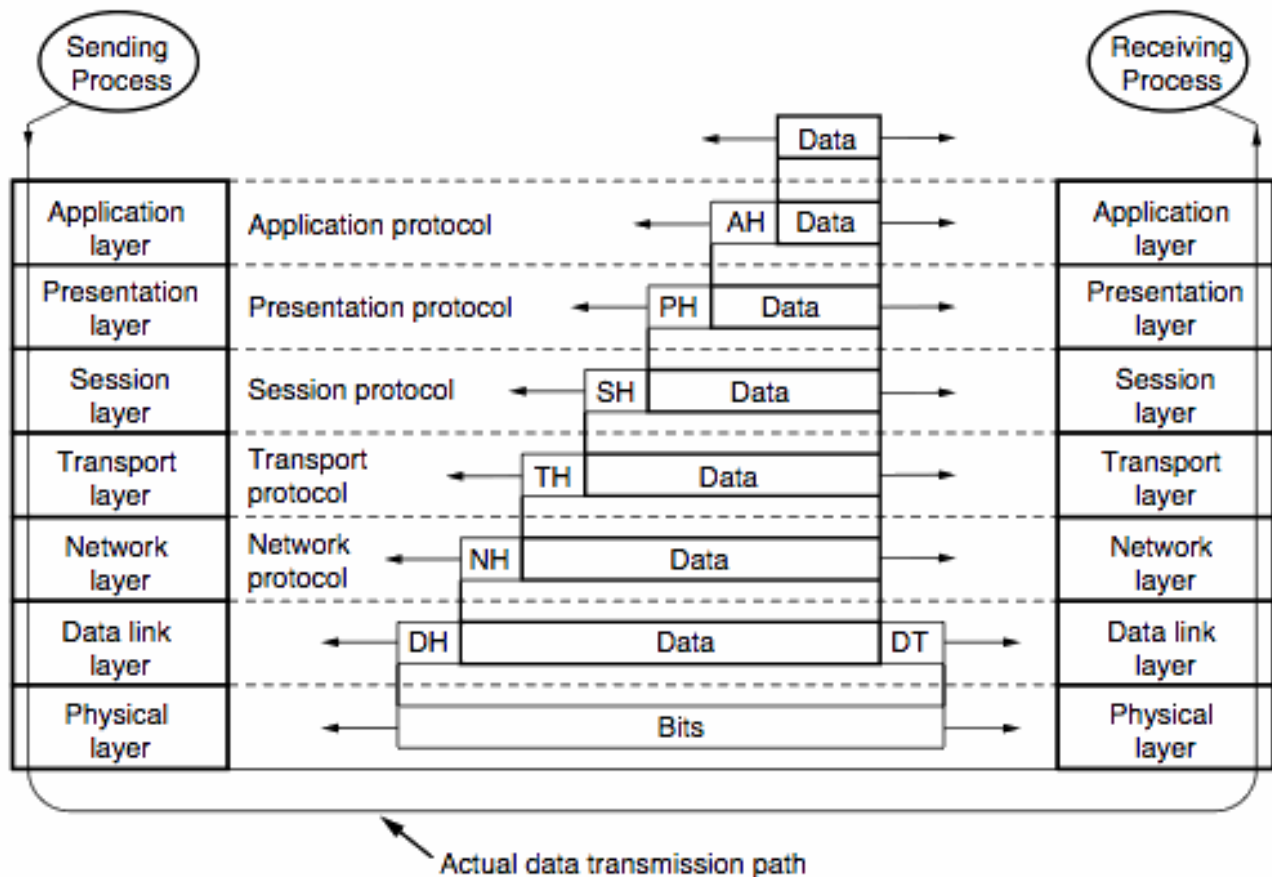 Sending
Process
Receiving
Process
Data
Application
layer
Application protocol
AH
Data
Application
layer
Presentation
layer
Presentation protocol
PH
Data
Presentation
layer
Session
layer
Session protocol
SH
Data
Session
layer
Transport
layer
Transport
protocol
TH
Data
Transport
layer
Network
layer
Network
protocol
NH
Data
Network
layer
Data link
layer
DH
Data
DT
Data link
layer
Physical
layer
Bits
Physical
layer
Actual data transmission path